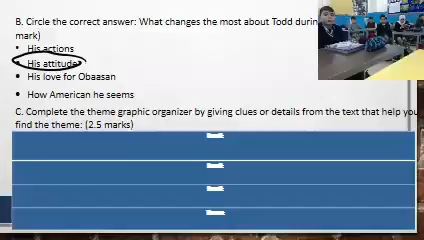 B. Circle the correct answer: What changes the most about Todd
mark)
• His actions
• His attitude
• His love for Obaasan
• How American he seems
C. Complete the theme graphic organizer by giving clues or details from the text that help you
find the theme: (2.5 marks)